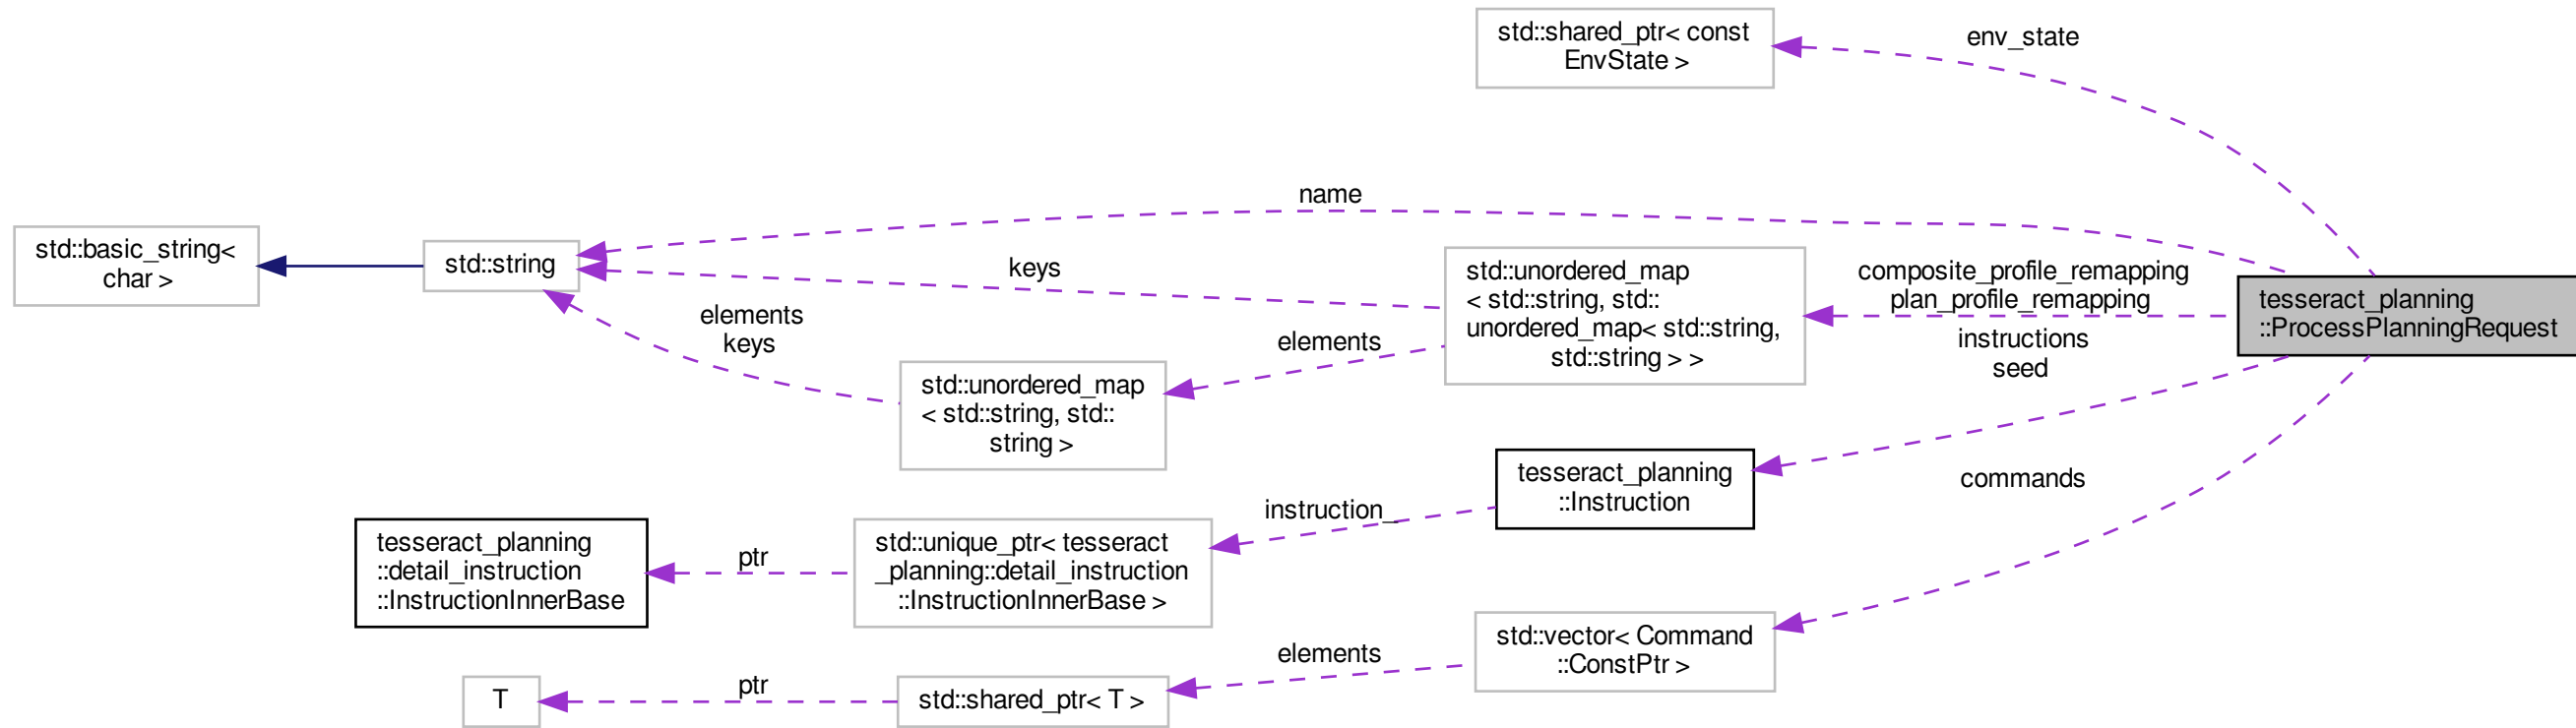 std::shared_ptr< const
EnvState >
env_state
name
std::basic_string<
char >
std::string
keys
elements
keys
std::unordered_map
< std::string, std::
unordered_map< std::string,
std::string > >
composite_profile_remapping
plan_profile_remapping
instructions
seed
tesseract_planning
::ProcessPlanningRequest
elements
std::unordered_map
< std::string, std::
string >
tesseract_planning
::Instruction
commands
instruction_
tesseract_planning
::detail_instruction
::InstructionInnerBase
ptr
std::unique_ptr< tesseract
_planning::detail_instruction
::InstructionInnerBase >
std::vector< Command
::ConstPtr >
elements
T
ptr
std::shared_ptr< T >